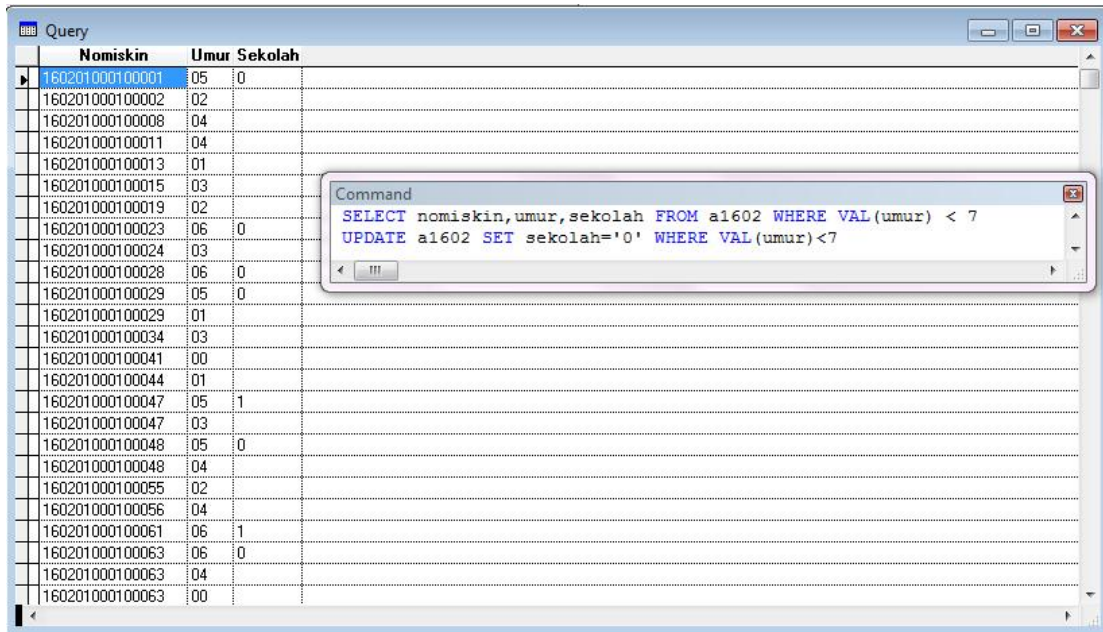 Query
Nomiskin Umur Sekolah
160201000100001 05 0
160201000100002 02
160201000100008 04
160201000100011 04
160201000100013 01
160201000100015 03
160201000100019 02
160201000100023 06 0
160201000100024 03
160201000100028 06 0
160201000100029 05 0
160201000100029 01
160201000100034 03
160201000100041 00
160201000100044 01
160201000100047 05 1
160201000100047 03
160201000100048 05 0
160201000100048 04
160201000100055 02
160201000100056 04
160201000100061 06 1
160201000100063 06 0
160201000100063 04
160201000100063 00
Command
SELECT nomiskin,umur,sekolah FROM a1602 WHERE VAL(umur) < 7
UPDATE a1602 SET sekolah='0' WHERE VAL(umur)<7